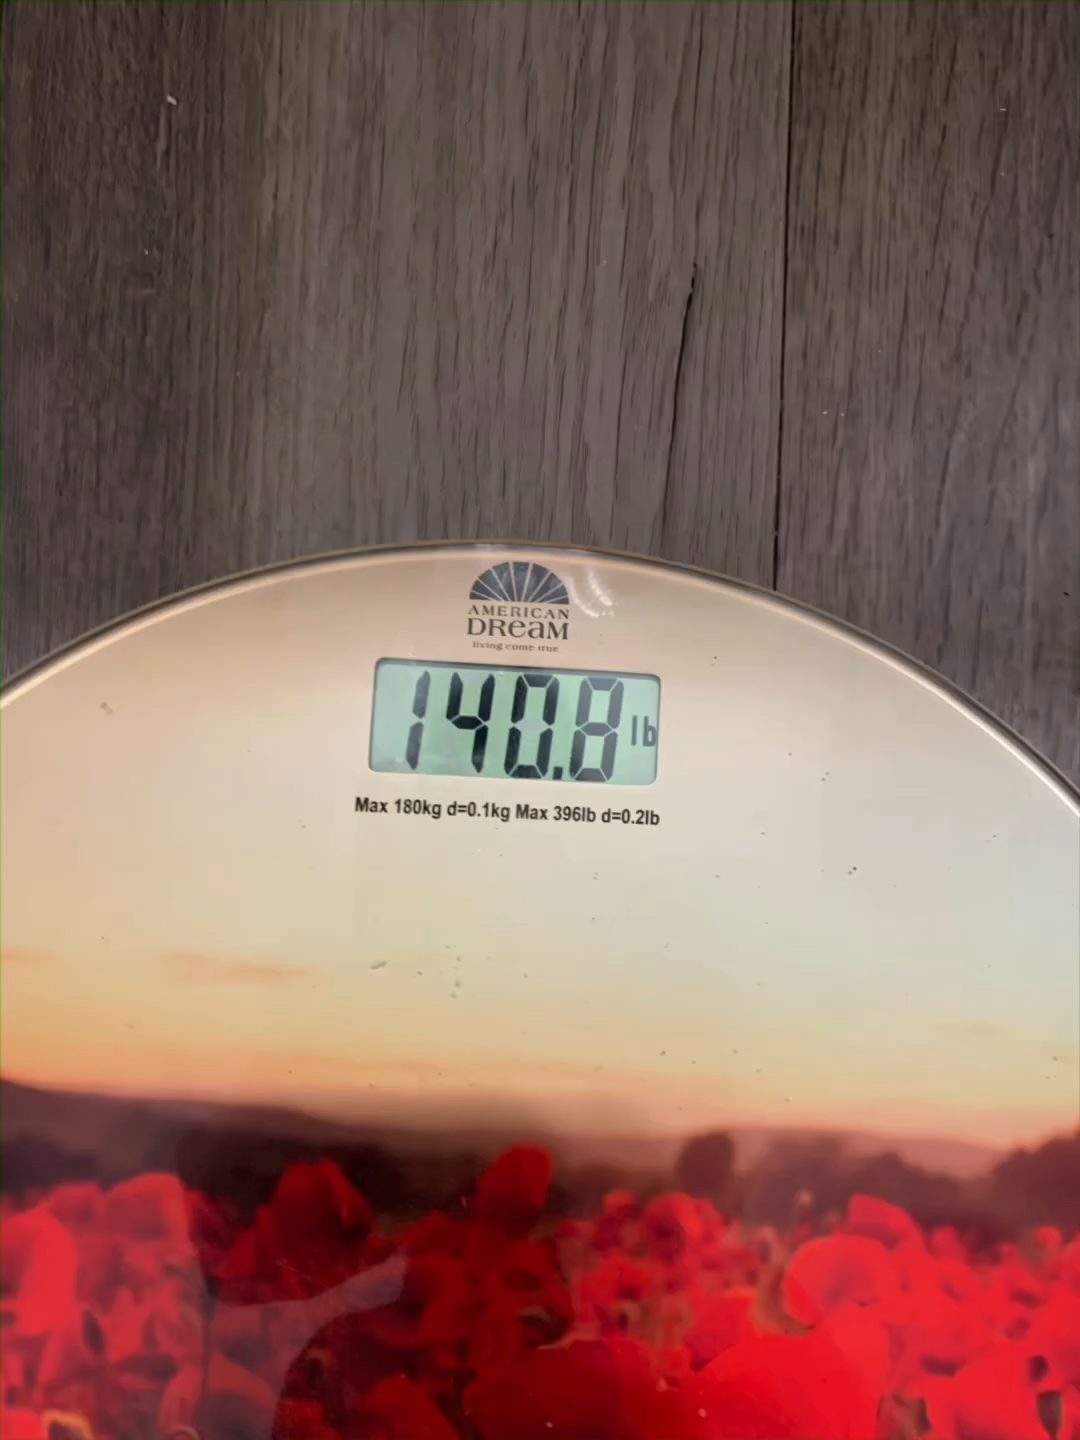 AMERICAN
DREAM
living come true
140.8 lb
Max 180kg d=0.1kg Max 396lb d=0.2lb